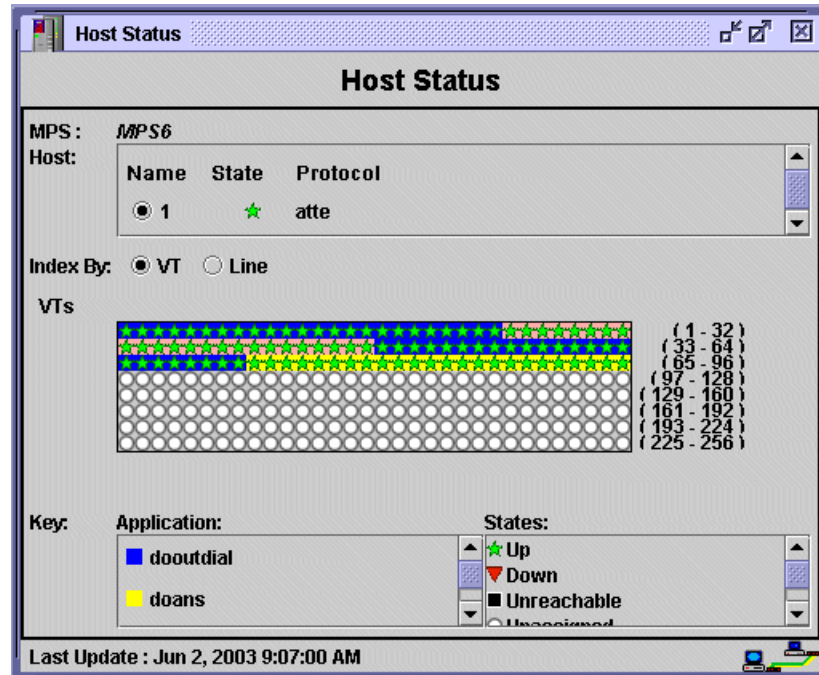 Host Status
Host Status
MPS : MPS6
Host:
Name State Protocol
1 atte
Index By: VT Line
VTs
( 1 - 32 )
( 33 - 64 )
( 65 - 96 )
( 97 - 128 )
( 129 - 160 )
( 161 - 192 )
( 193 - 224 )
( 225 - 256 )
Key: Application: States:
dooutdial Up
Down
doans Unreachable
Unassigned
Last Update : Jun 2, 2003 9:07:00 AM